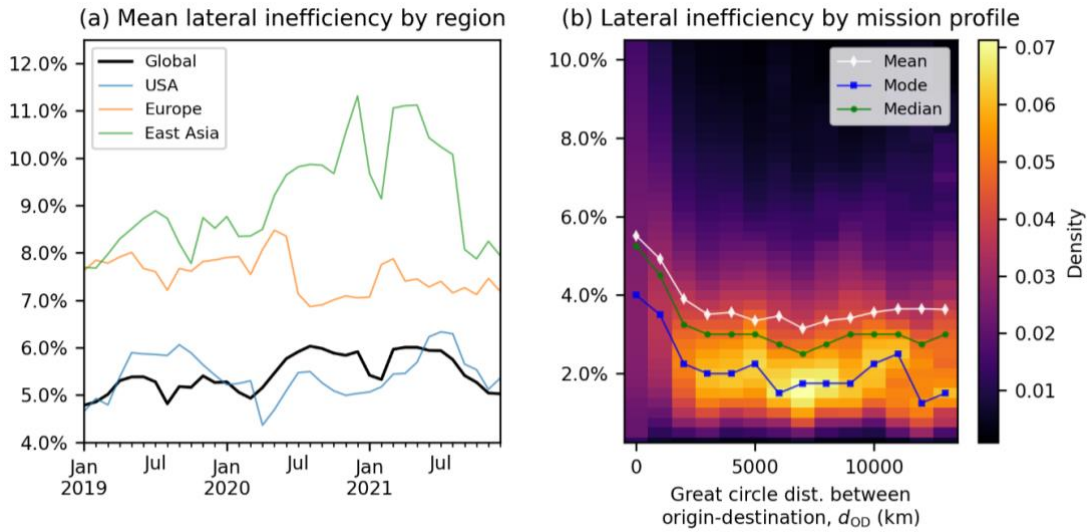 (a) Mean lateral inefficiency by region
12.0%
11.0%
10.0%
9.0%
8.0%
7.0%
6.0%
5.0%
4.0%
Global
USA
Europe
East Asia
Jan
2019
Jul
Jan
2020
Jul
Jan
2021
Jul
(b) Lateral inefficiency by mission profile
10.0%
8.0%
6.0%
4.0%
2.0%
Mean
Mode
Median
0
5000
10000
Great circle dist. between
origin-destination, d_OD (km)
0.07
0.06
0.05
0.04
0.03
0.02
0.01
Density